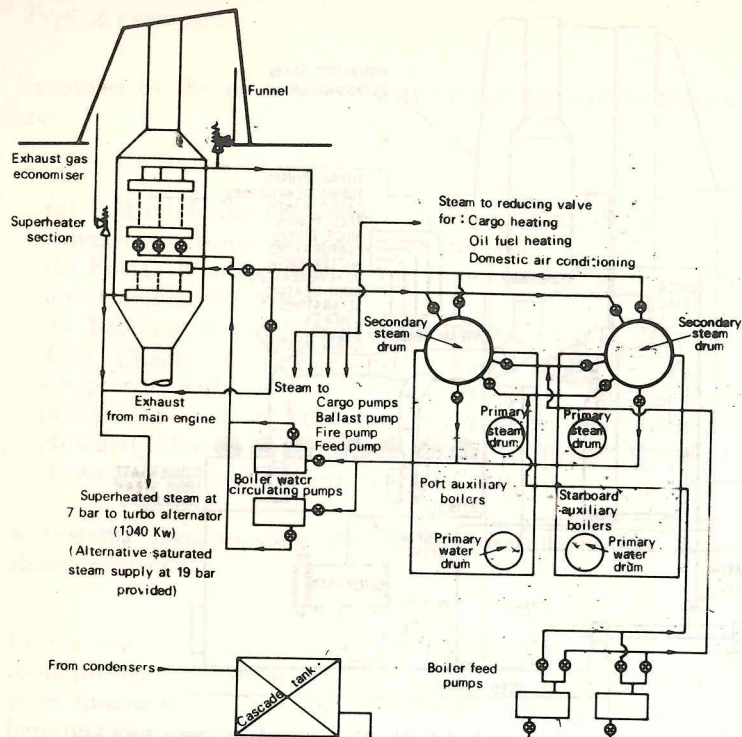 Funnel
Exhaust gas
economiser
Superheater
section
Steam to reducing valve
for : Cargo heating
Oil fuel heating
Domestic air conditioning
Secondary
steam
drum
Secondary
steam
drum
Exhaust
from main engine
Steam to
Cargo pumps
Ballast pump
Fire pump
Feed pump
Primary
steam
drum
Primary
steam
drum
Boiler water
circulating pumps
Port auxiliary
boilers
Starboard
auxiliary
boilers
Superheated steam at
7 bar to turbo alternator
(1040 Kw)
(Alternative saturated
steam supply at 19 bar
provided)
Primary
water
drum
Primary
water
drum
From condensers
Cascade tank
Boiler feed
pumps